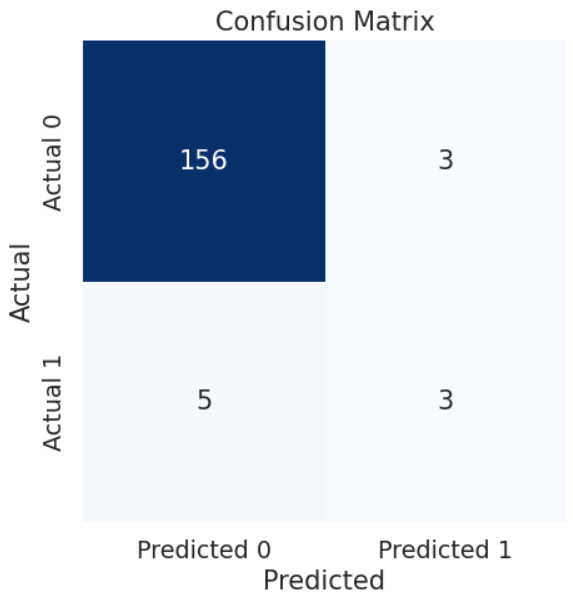 Confusion Matrix
Actual 0
156
3
Actual
Actual 1
5
3
Predicted 0
Predicted 1
Predicted